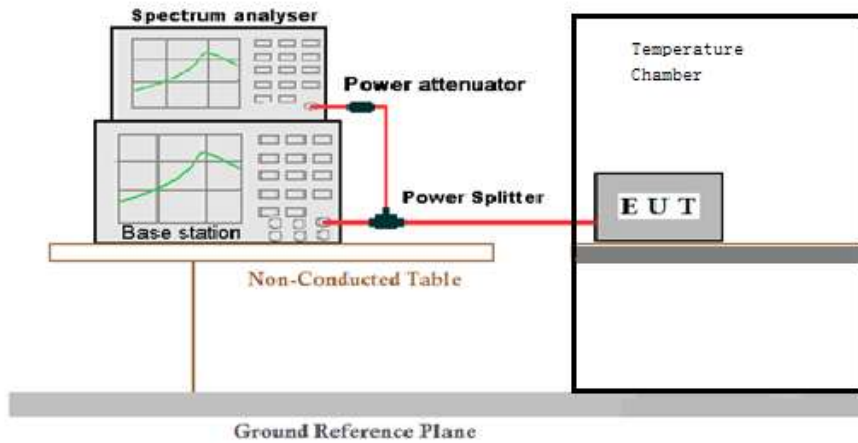 Spectrum analyser
Temperature
Chamber
Power attenuator
Power Splitter
E U T
Base station
Non-Conducted Table
Ground Reference Plane